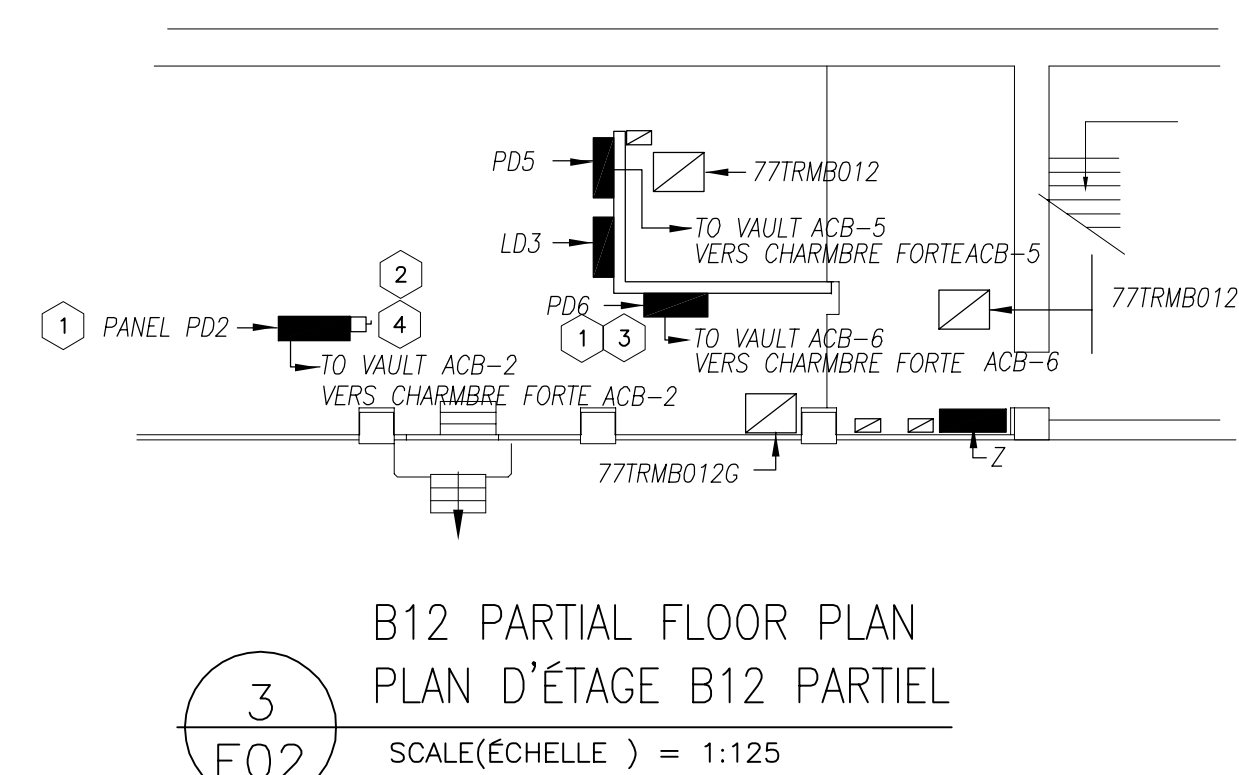 PD5
77TRMB012
TO VAULT ACB-5
VERS CHARMBRE FORTEACB-5
LD3
2
1
PANEL PD2
4
TO VAULT ACB-2
VERS CHARMBRE FORTE ACB-2
PD6
1
3
TO VAULT ACB-6
VERS CHARMBRE FORTE ACB-6
77TRMB012
77TRMB012G
Z
B12 PARTIAL FLOOR PLAN
PLAN D'ÉTAGE B12 PARTIEL
3
E02
SCALE(ÉCHELLE ) = 1:125